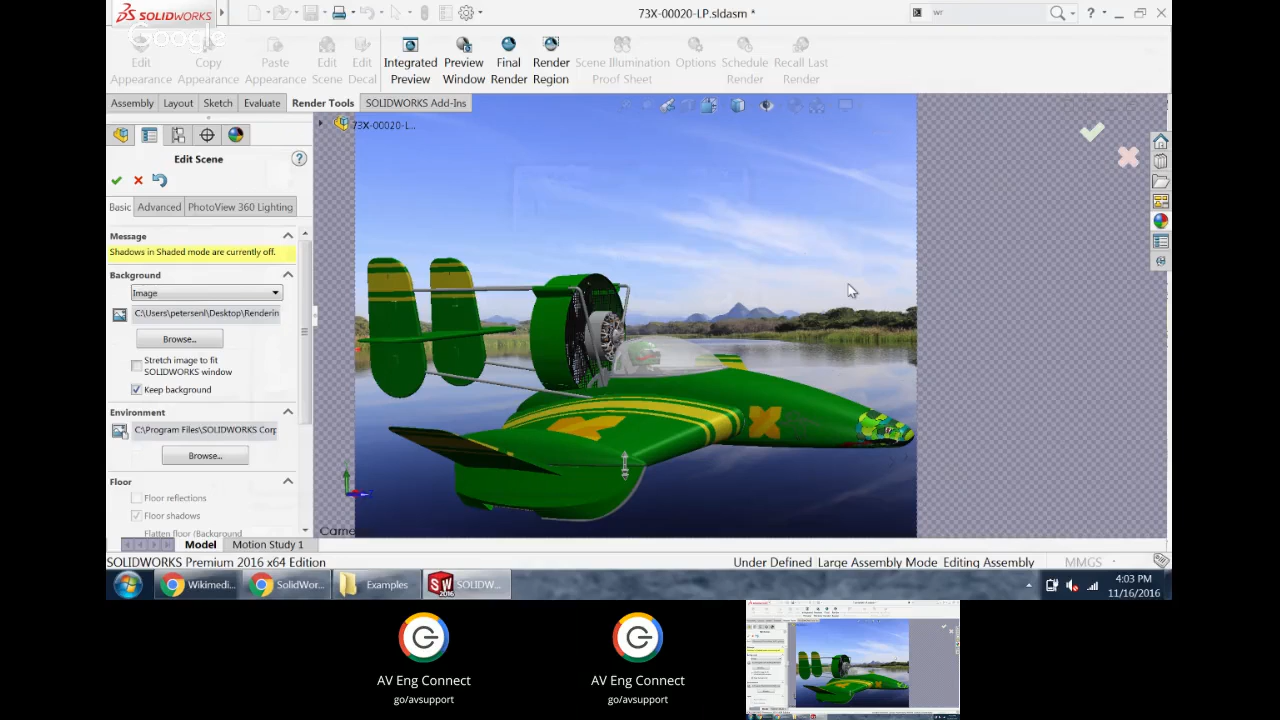 SOLIDWORKS
73X-00020-LP.sldasm *
wr
Google
Edit Appearance
Copy Appearance
Paste Appearance
Edit Scene
Edit Decal
Integrated Preview
Preview Window
Final Render
Render Region
Scene Illumination Proof Sheet
Options
Schedule Render
Recall Last Render
Assembly
Layout
Sketch
Evaluate
Render Tools
SOLIDWORKS Add-Ins
73X-00020-L...
Edit Scene
Basic
Advanced
PhotoView 360 Lighting
Message
Shadows in Shaded mode are currently off.
Background
Image
C:\Users\petersenl\Desktop\Renderin
Browse...
Stretch image to fit
SOLIDWORKS window
Keep background
Environment
C:\Program Files\SOLIDWORKS Corp
Browse...
Floor
Floor reflections
Floor shadows
Flatten floor (Background
Model
Motion Study 1
SOLIDWORKS Premium 2016 x64 Edition
Under Defined
Large Assembly Mode
Editing Assembly
MMGS
Wikimedi...
SolidWor...
Examples
SOLIDW...
4:03 PM
11/16/2016
AV Eng Connect
go/avsupport
AV Eng Connect
go/avsupport